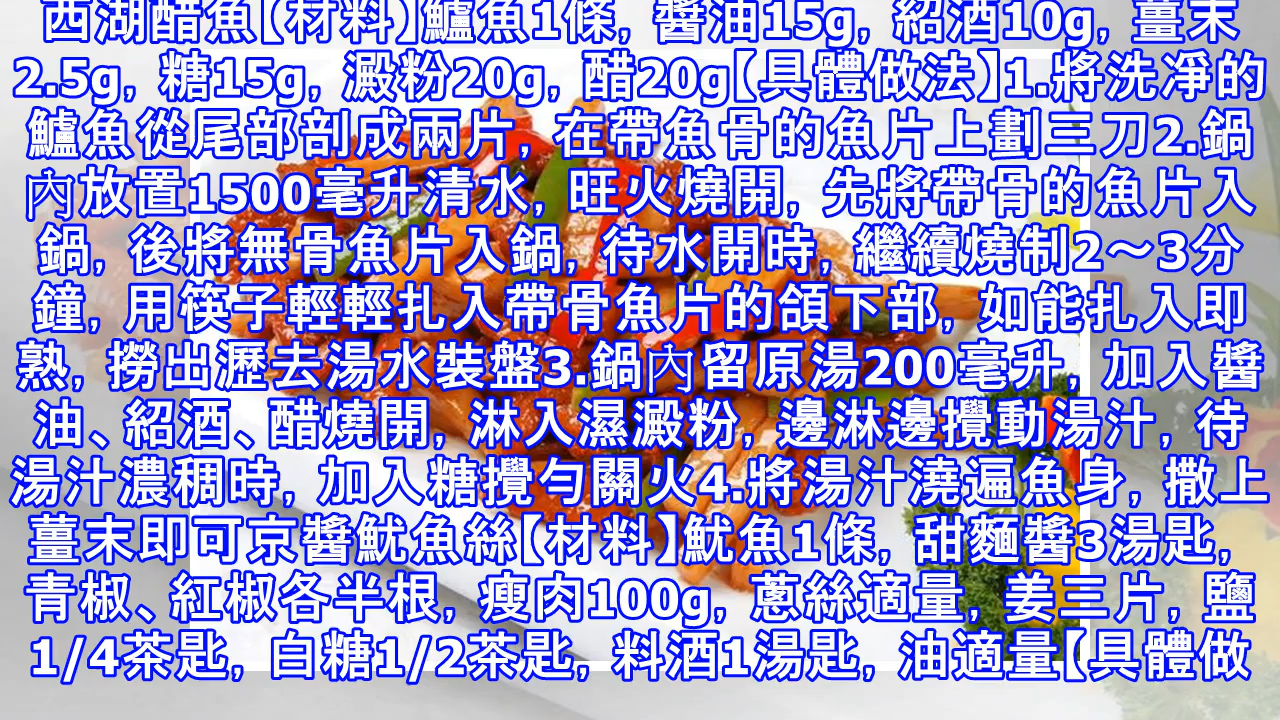 西湖醋魚【材料】鱸魚1條, 醬油15g, 紹酒10g, 薑末
2.5g, 糖15g, 澱粉20g, 醋20g【具體做法】1.將洗凈的
鱸魚從尾部剖成兩片, 在帶魚骨的魚片上劃三刀2.鍋
內放置1500毫升清水, 旺火燒開, 先將帶骨的魚片入
鍋, 後將無骨魚片入鍋, 待水開時, 繼續燒制2～3分
鐘, 用筷子輕輕扎入帶骨魚片的頜下部, 如能扎入即
熟, 撈出瀝去湯水裝盤3.鍋內留原湯200毫升, 加入醬
油、紹酒、醋燒開, 淋入濕澱粉, 邊淋邊攪動湯汁, 待
湯汁濃稠時, 加入糖攪勻關火4.將湯汁澆遍魚身, 撒上
薑末即可京醬魷魚絲【材料】魷魚1條, 甜麵醬3湯匙,
青椒、紅椒各半根, 瘦肉100g, 蔥絲適量, 姜三片, 鹽
1/4茶匙, 白糖1/2茶匙, 料酒1湯匙, 油適量【具體做